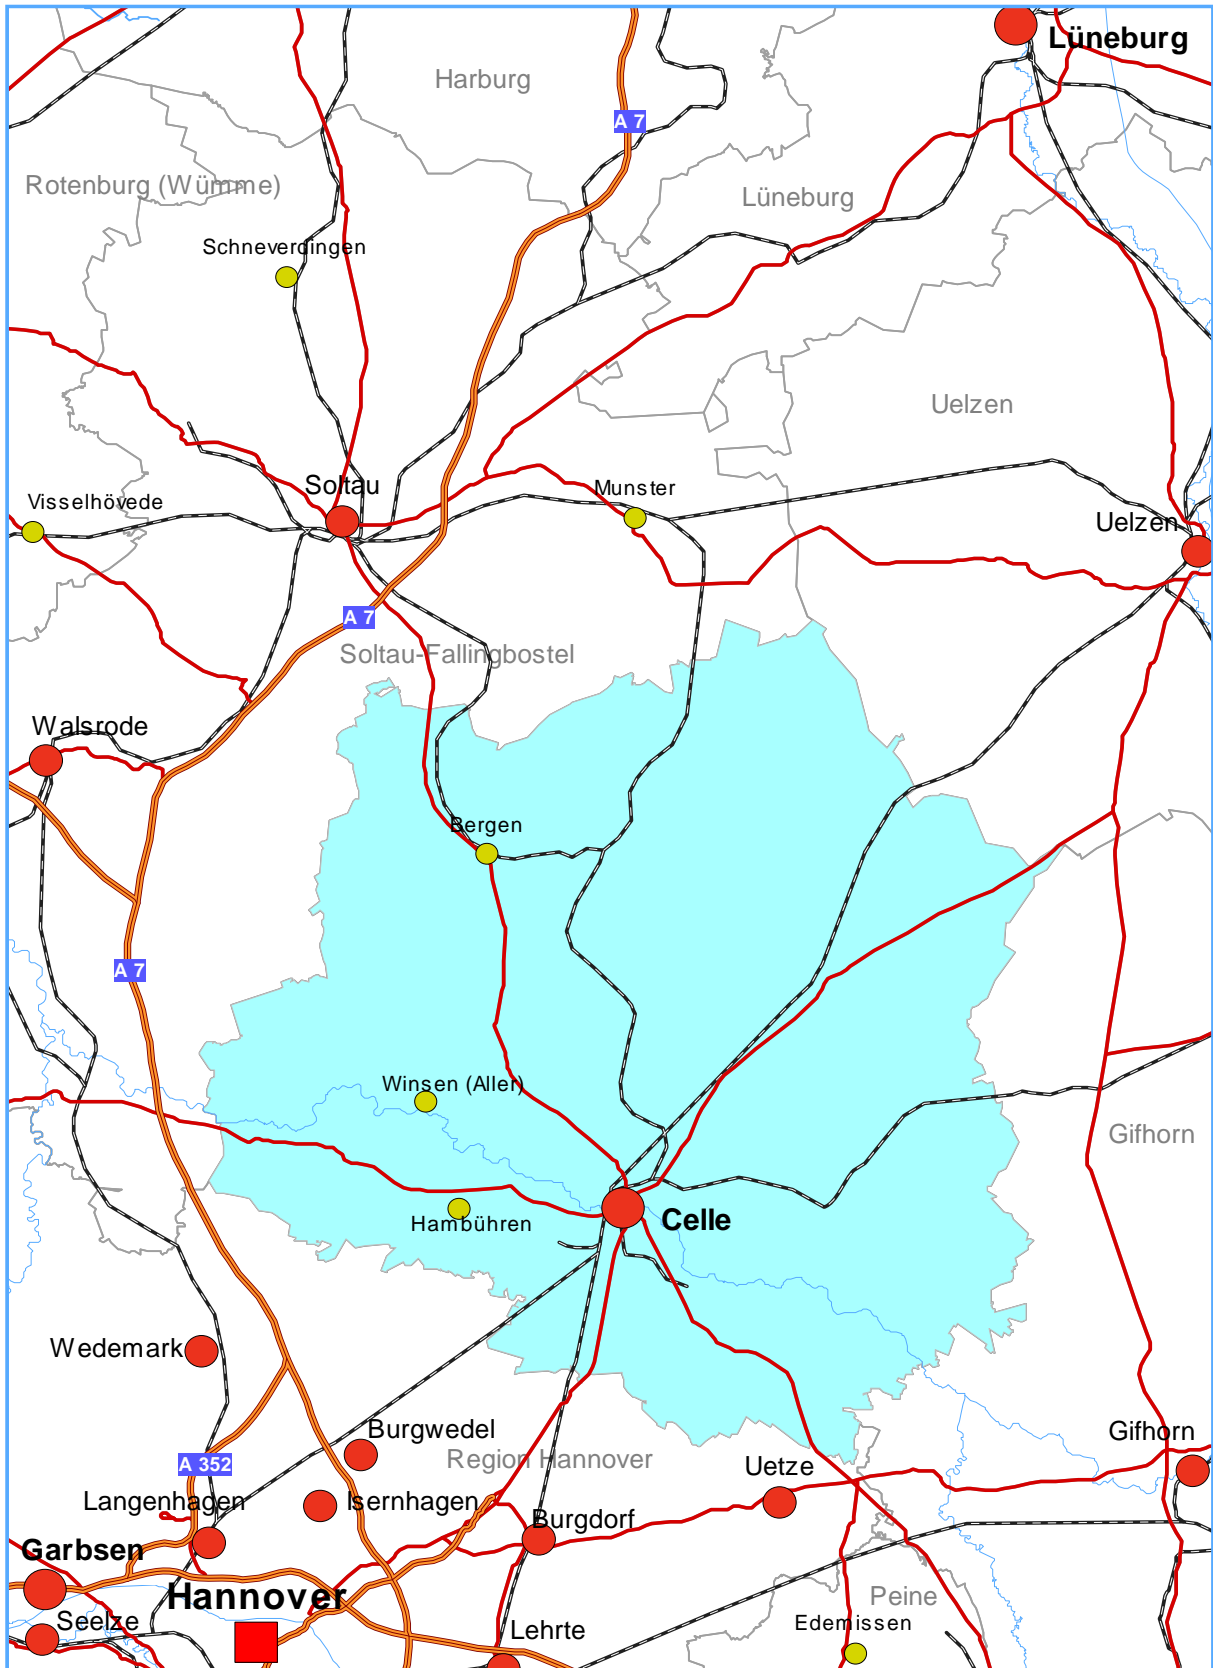 Lüneburg
Harburg
A 7
Rotenburg (Wümme)
Lüneburg
Schneverdingen
Uelzen
Soltau
Munster
Visselhövede
Uelzen
A 7
Soltau-Fallingbostel
Walsrode
Bergen
A 7
Winsen (Aller)
Gifhorn
Hambühren
Celle
Wedemark
Burgwedel
Gifhorn
Region Hannover
A 352
Uetze
Langenhagen
Isernhagen
Burgdorf
Garbsen
Hannover
Peine
Seelze
Edemissen
Lehrte